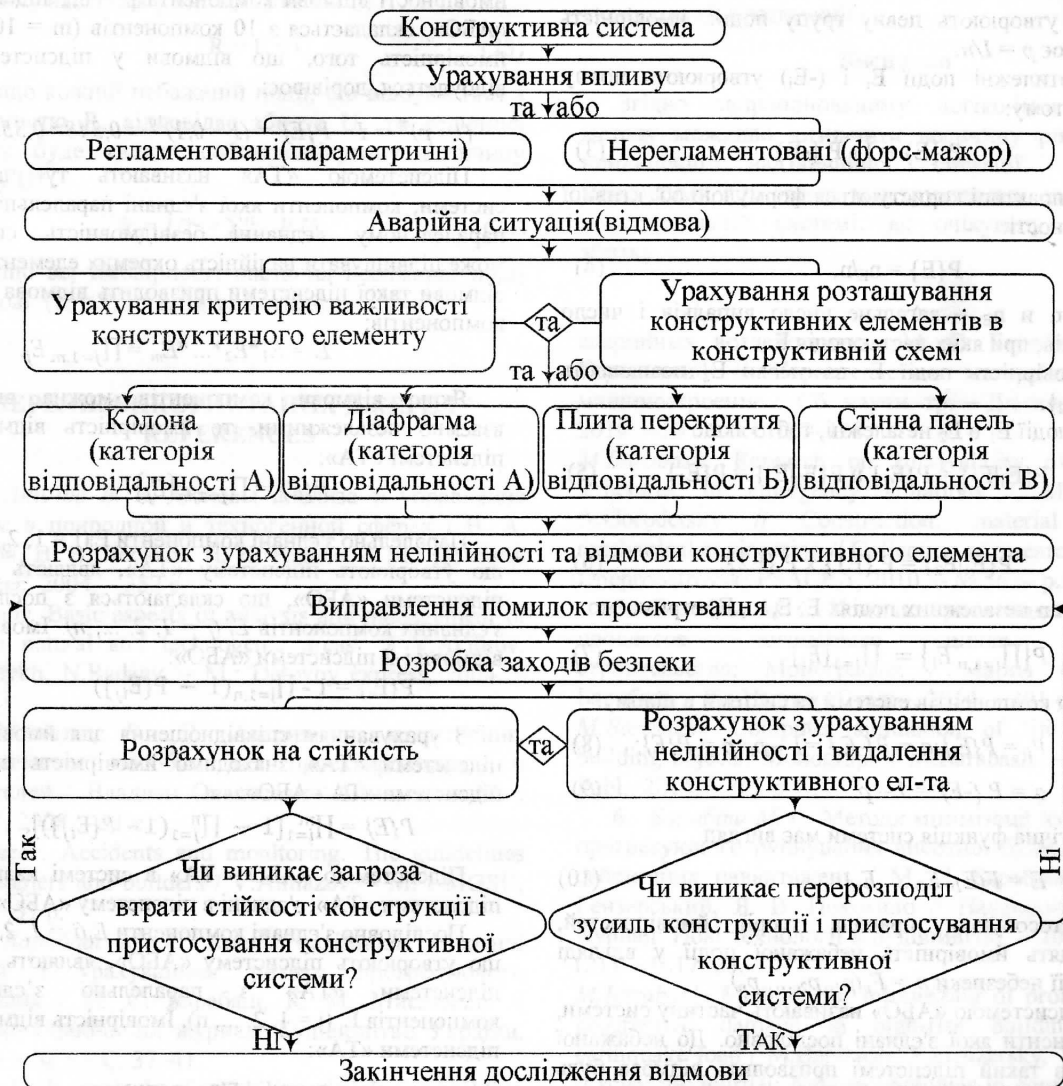 Конструктивна система
Урахування впливу
та або
Регламентовані(параметричні)
Нерегламентовані (форс-мажор)
Аварійна ситуація(відмова)
Урахування критерію важливості
конструктивного елементу
та
Урахування розташування
конструктивних елементів в
конструктивній схемі
та або
Колона
(категорія
відповідальності А)
Діафрагма
(категорія
відповідальності А)
Плита перекриття
(категорія
відповідальності Б)
Стінна панель
(категорія
відповідальності В)
Розрахунок з урахуванням нелінійності та відмови конструктивного елемента
Виправлення помилок проектування
Розробка заходів безпеки
Розрахунок на стійкість
та
Розрахунок з урахуванням
нелінійності і видаленого
конструктивного ел-та
Так
Ні
Чи виникає загроза
втрати стійкості конструкції і
пристосування конструктивної
системи?
Чи виникає перерозподіл
зусиль конструкції і пристосування
конструктивної
системи?
НІ
ТАК
Закінчення дослідження відмови